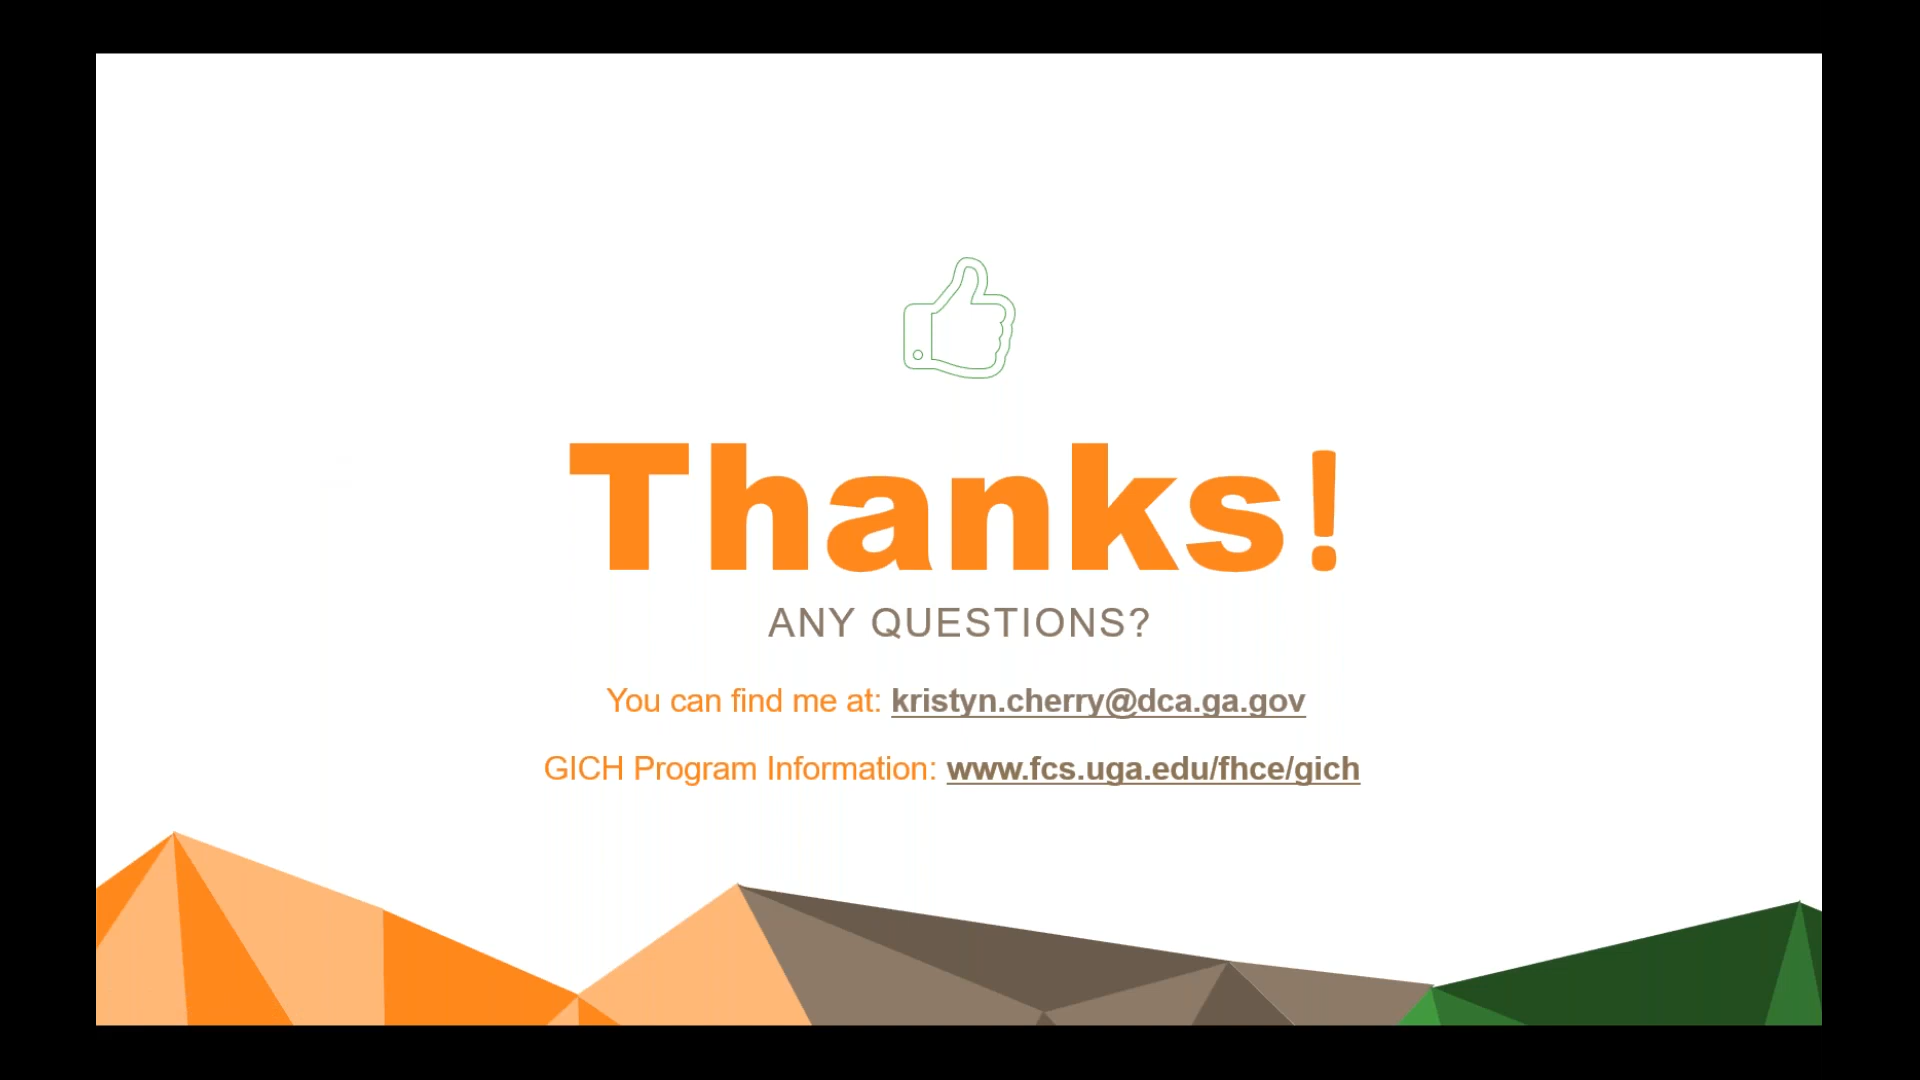 Thanks!
ANY QUESTIONS?
You can find me at: kristyn.cherry@dca.ga.gov
GICH Program Information: www.fcs.uga.edu/fhce/gich